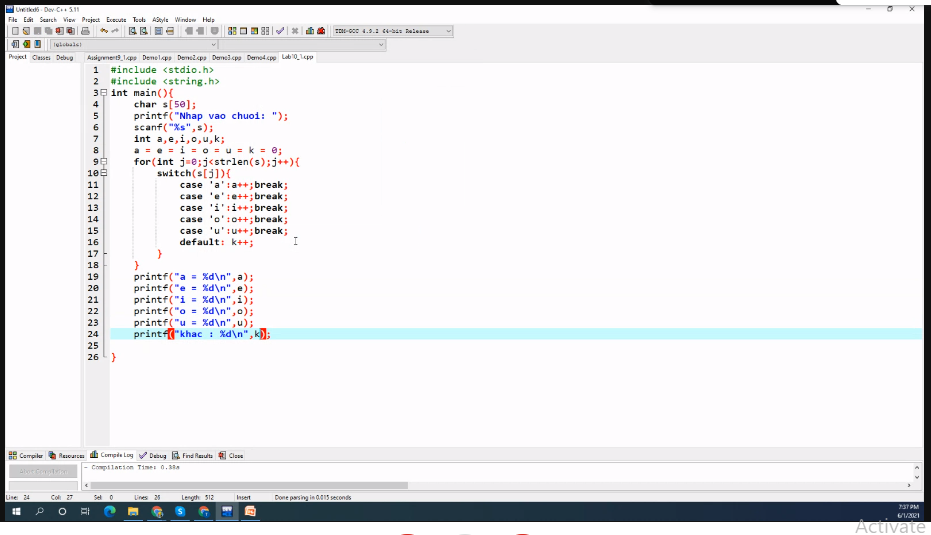 Untitled6 - Dev-C++ 5.11
File Edit Search View Project Execute Tools AStyle Window Help
TDM-GCC 4.9.2 64-bit Release
(globals)
Project Classes Debug Assignment9_1.cpp Demo1.cpp Demo2.cpp Demo3.cpp Demo4.cpp Lab10_1.cpp
1 #include <stdio.h>
2 #include <string.h>
3 int main(){
4 char s[50];
5 printf("Nhap vao chuoi: ");
6 scanf("%s",s);
7 int a,e,i,o,u,k;
8 a = e = i = o = u = k = 0;
9 for(int j=0;j<strlen(s);j++){
10 switch(s[j]){
11 case 'a':a++;break;
12 case 'e':e++;break;
13 case 'i':i++;break;
14 case 'o':o++;break;
15 case 'u':u++;break;
16 default: k++;
17 }
18 }
19 printf("a = %d\n",a);
20 printf("e = %d\n",e);
21 printf("i = %d\n",i);
22 printf("o = %d\n",o);
23 printf("u = %d\n",u);
24 printf("khac : %d\n",k);
25
26 }
Compiler Resources Compile Log Debug Find Results Close
- Compilation Time: 0.38s
Line: 24 Col: 27 Sel: 0 Lines: 26 Length: 512 Insert Done parsing in 0.015 seconds
7:37 PM
6/1/2021
Activate